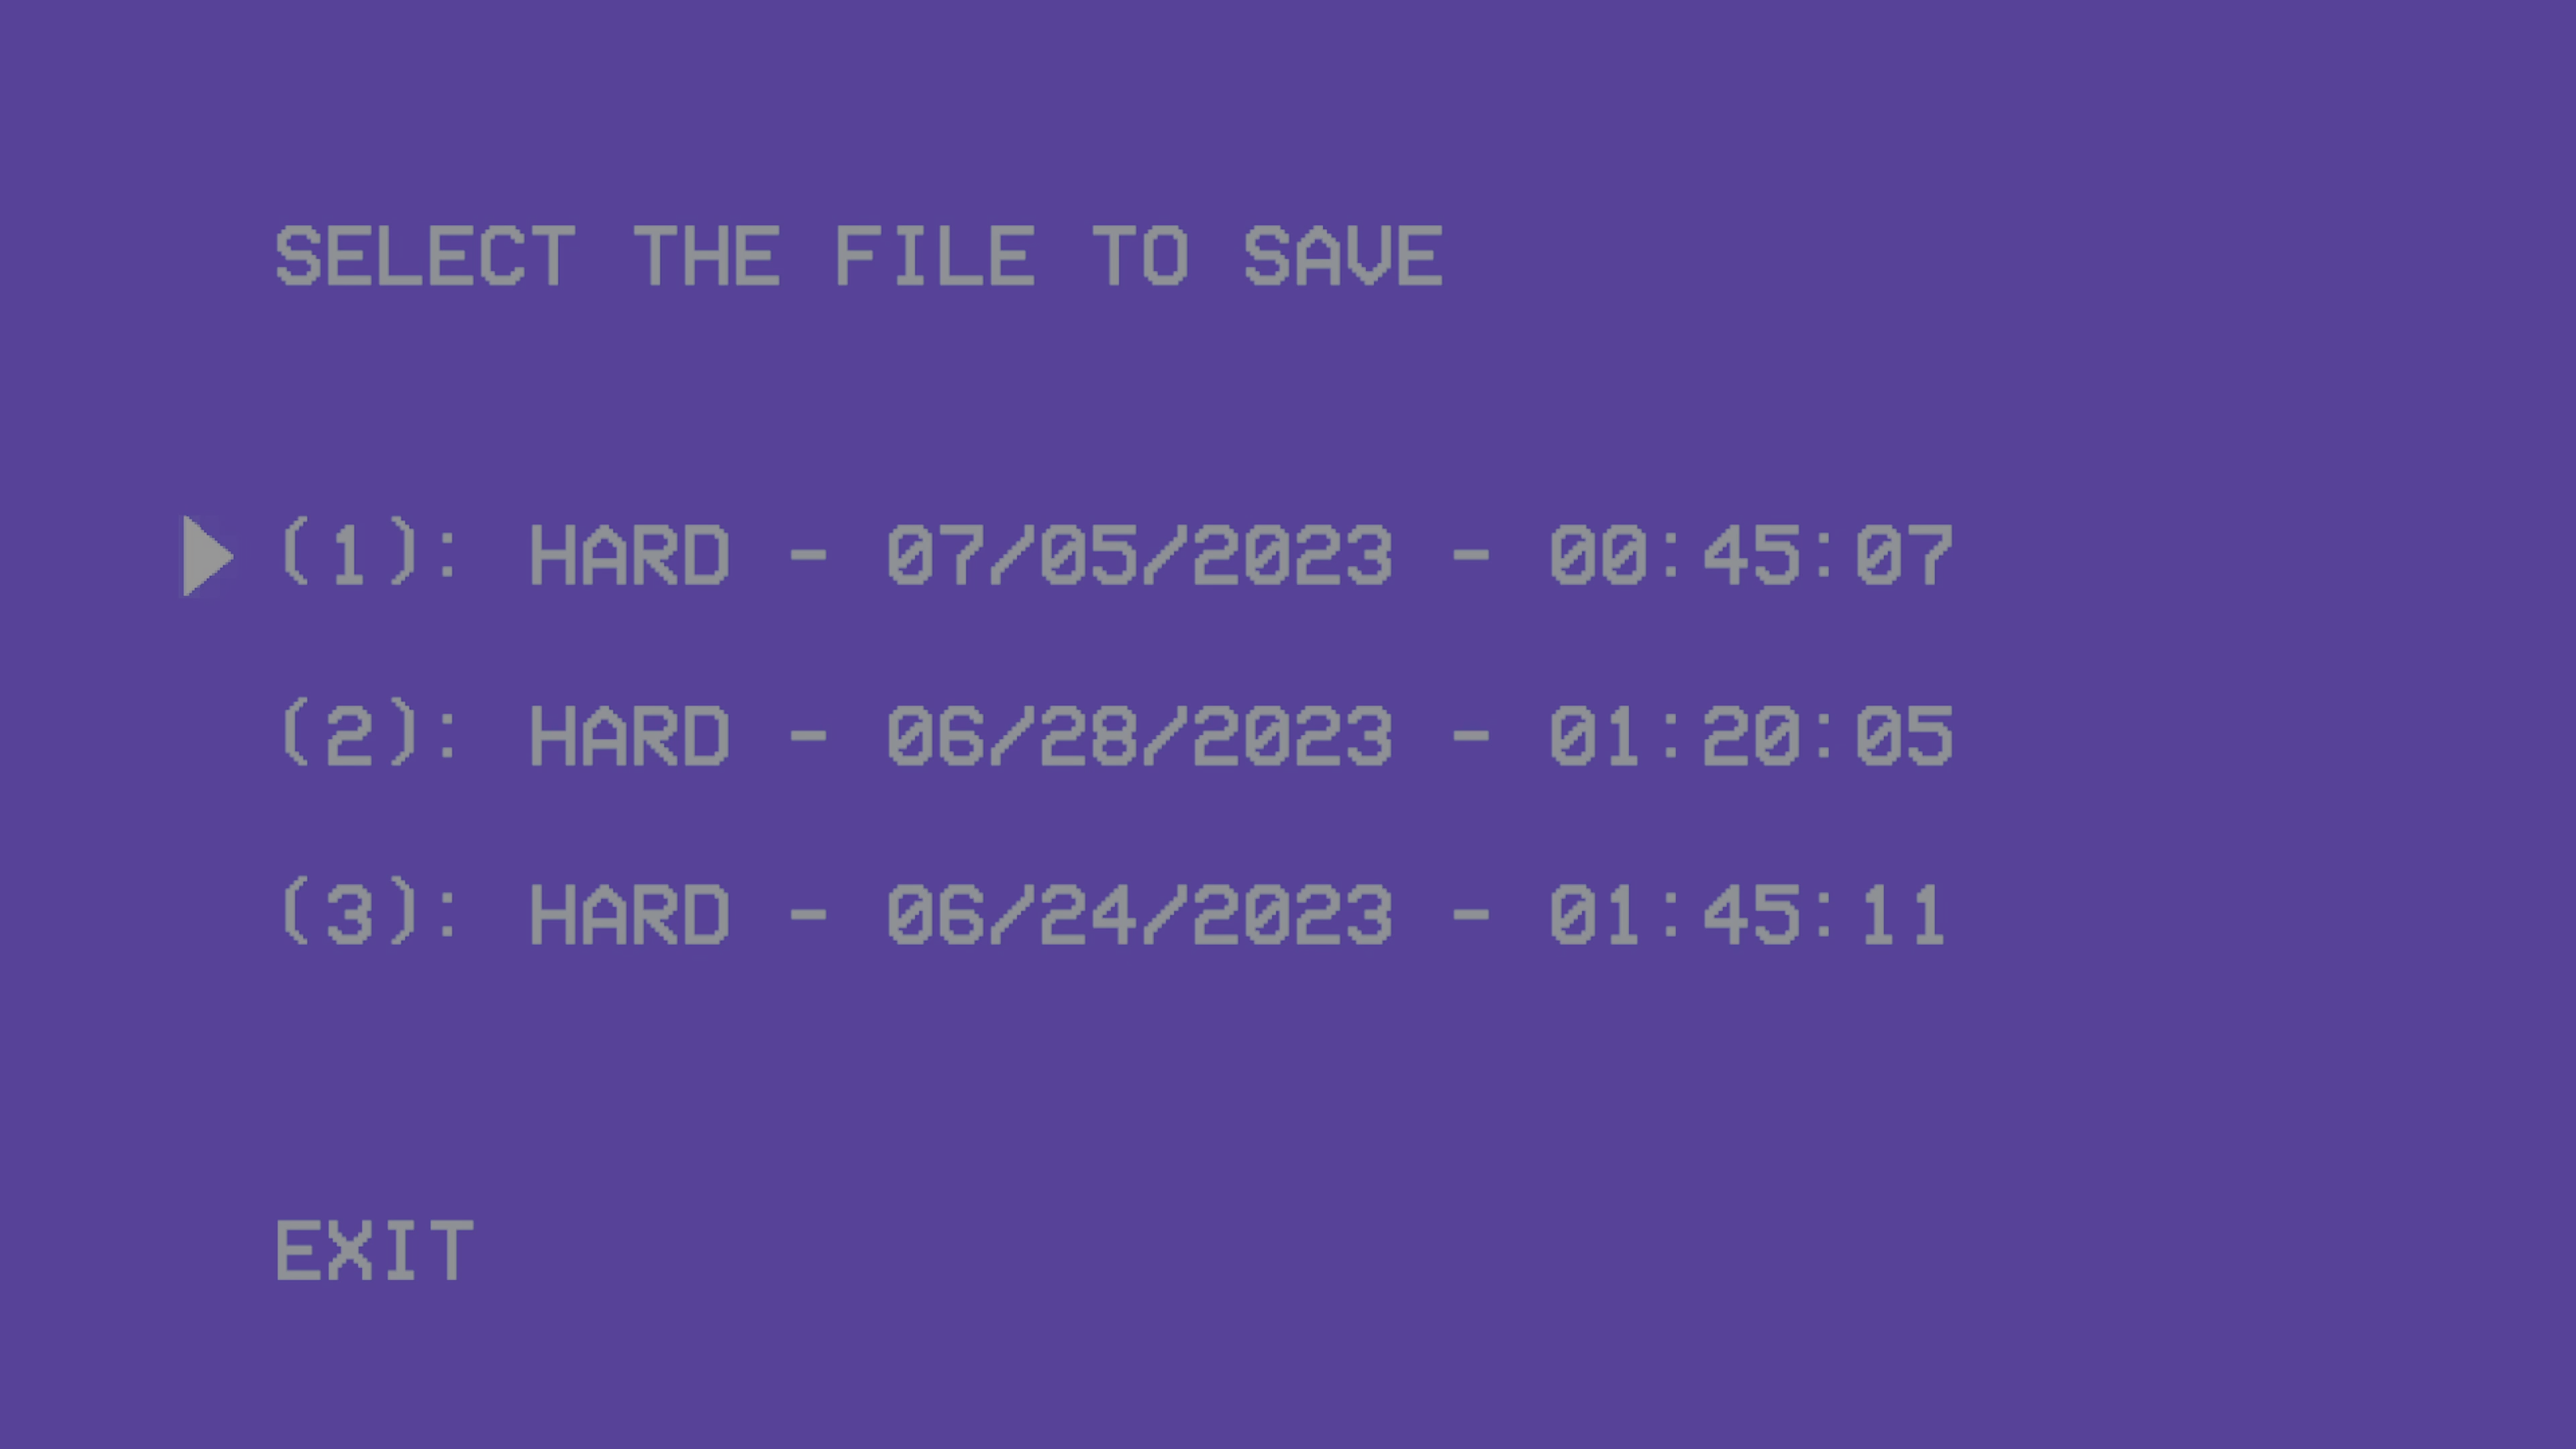 SELECT THE FILE TO SAVE
(1): HARD - 07/05/2023 - 00:45:07
(2): HARD - 06/28/2023 - 01:20:05
(3): HARD - 06/24/2023 - 01:45:11
EXIT